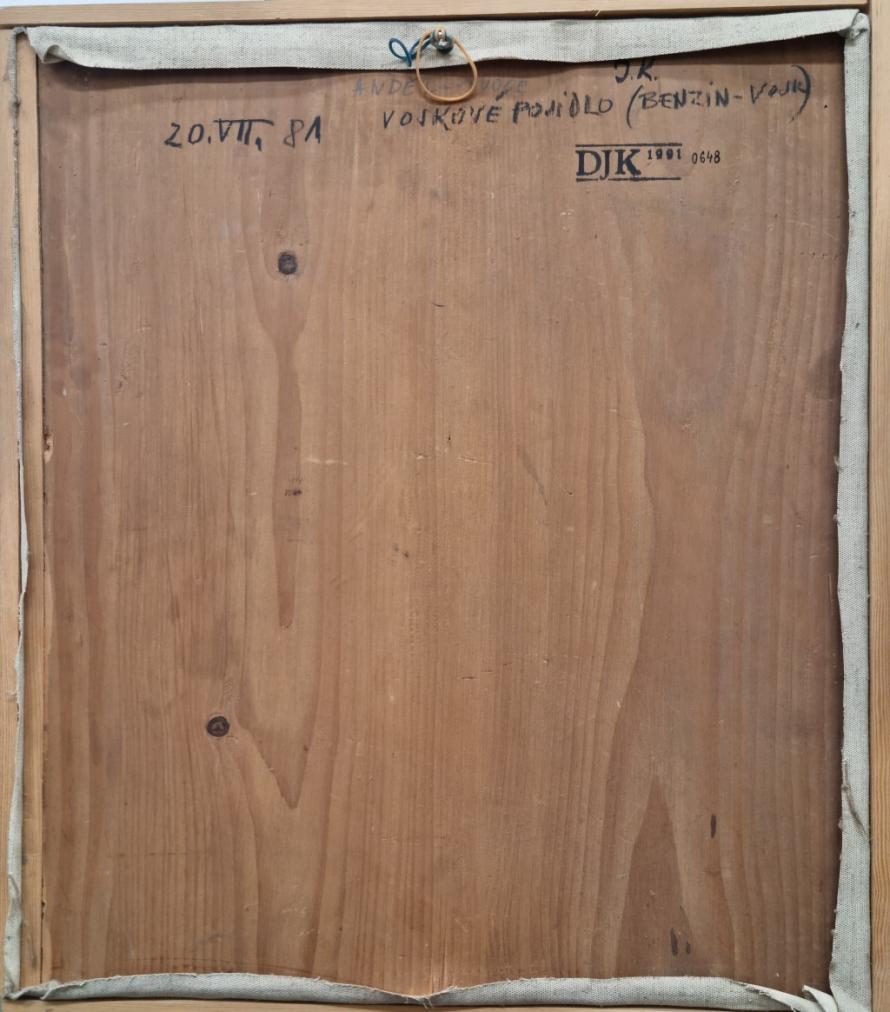 J.K.
VOSKOVÉ POJIDLO (BENZIN-VOSK)
20.VII. 81
DJK 1991 0648